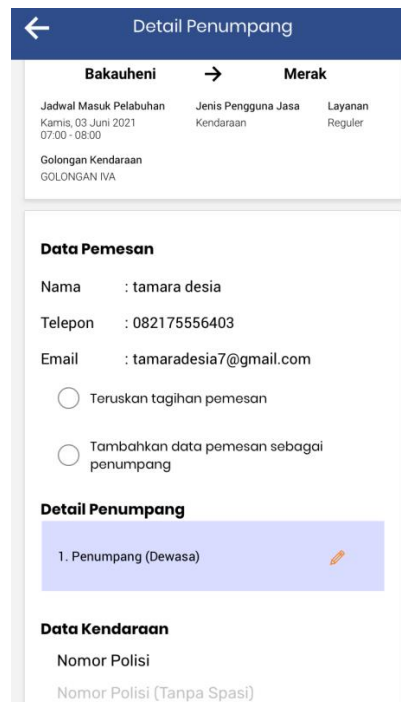 Detail Penumpang
Bakauheni → Merak
Jadwal Masuk Pelabuhan Jenis Pengguna Jasa Layanan
Kamis, 03 Juni 2021 Kendaraan Reguler
07:00 - 08:00
Golongan Kendaraan
GOLONGAN IVA
Data Pemesan
Nama : tamara desia
Telepon : 082175556403
Email : tamaradesia7@gmail.com
Teruskan tagihan pemesan
Tambahkan data pemesan sebagai
penumpang
Detail Penumpang
1. Penumpang (Dewasa)
Data Kendaraan
Nomor Polisi
Nomor Polisi (Tanpa Spasi)